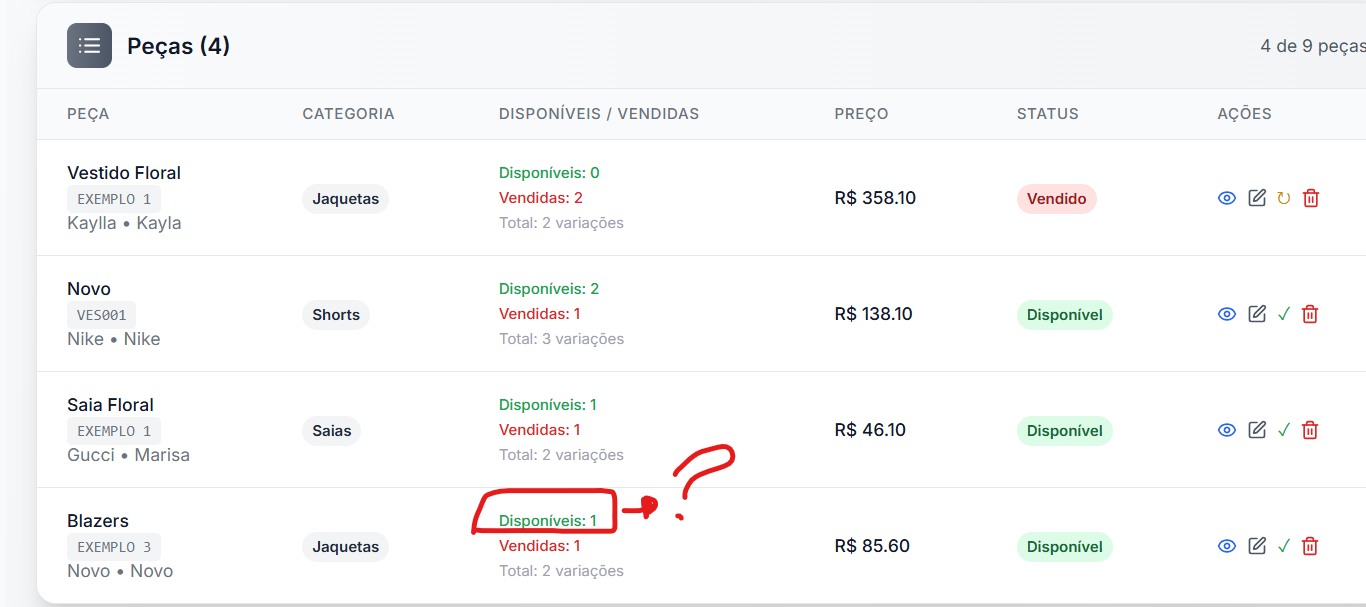 Peças (4)
4 de 9 peças
PEÇA CATEGORIA DISPONÍVEIS / VENDIDAS PREÇO STATUS AÇÕES
Vestido Floral
EXEMPLO 1
Kaylla • Kayla
Jaquetas
Disponíveis: 0
Vendidas: 2
Total: 2 variações
R$ 358.10
Vendido
Novo
VES001
Nike • Nike
Shorts
Disponíveis: 2
Vendidas: 1
Total: 3 variações
R$ 138.10
Disponível
Saia Floral
EXEMPLO 1
Gucci • Marisa
Saias
Disponíveis: 1
Vendidas: 1
Total: 2 variações
R$ 46.10
Disponível
Blazers
EXEMPLO 3
Novo • Novo
Jaquetas
Disponíveis: 1
Vendidas: 1
Total: 2 variações
?
R$ 85.60
Disponível